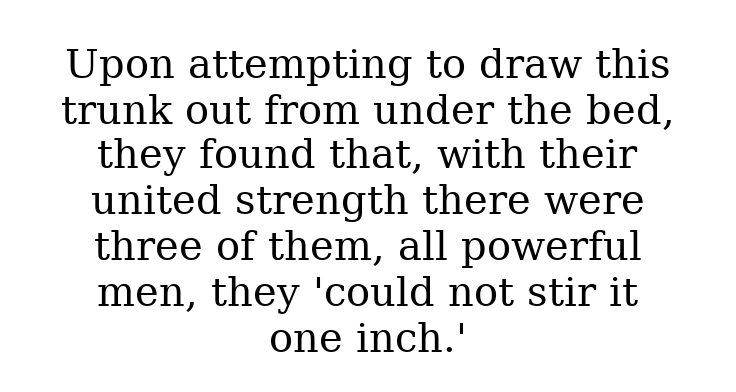 Upon attempting to draw this
trunk out from under the bed,
they found that, with their
united strength there were
three of them, all powerful
men, they 'could not stir it
one inch.'